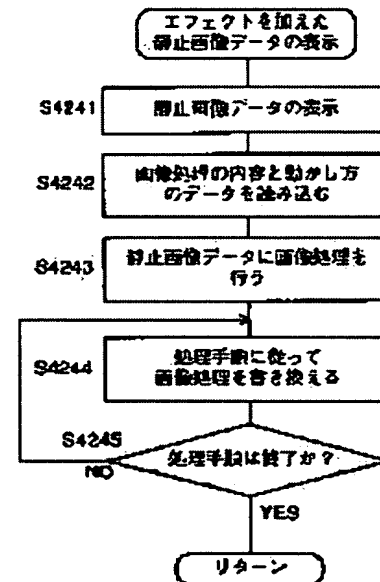 エフェクトを加えた
静止画像データの表示
S4241
静止画像データの表示
S4242
画像処理の内容と動かし方
のデータを読み込む
S4243
静止画像データに画像処理を
行う
S4244
処理手順に従って
画像処理を書き換える
S4245
処理手順は終了か?
NO
YES
リターン